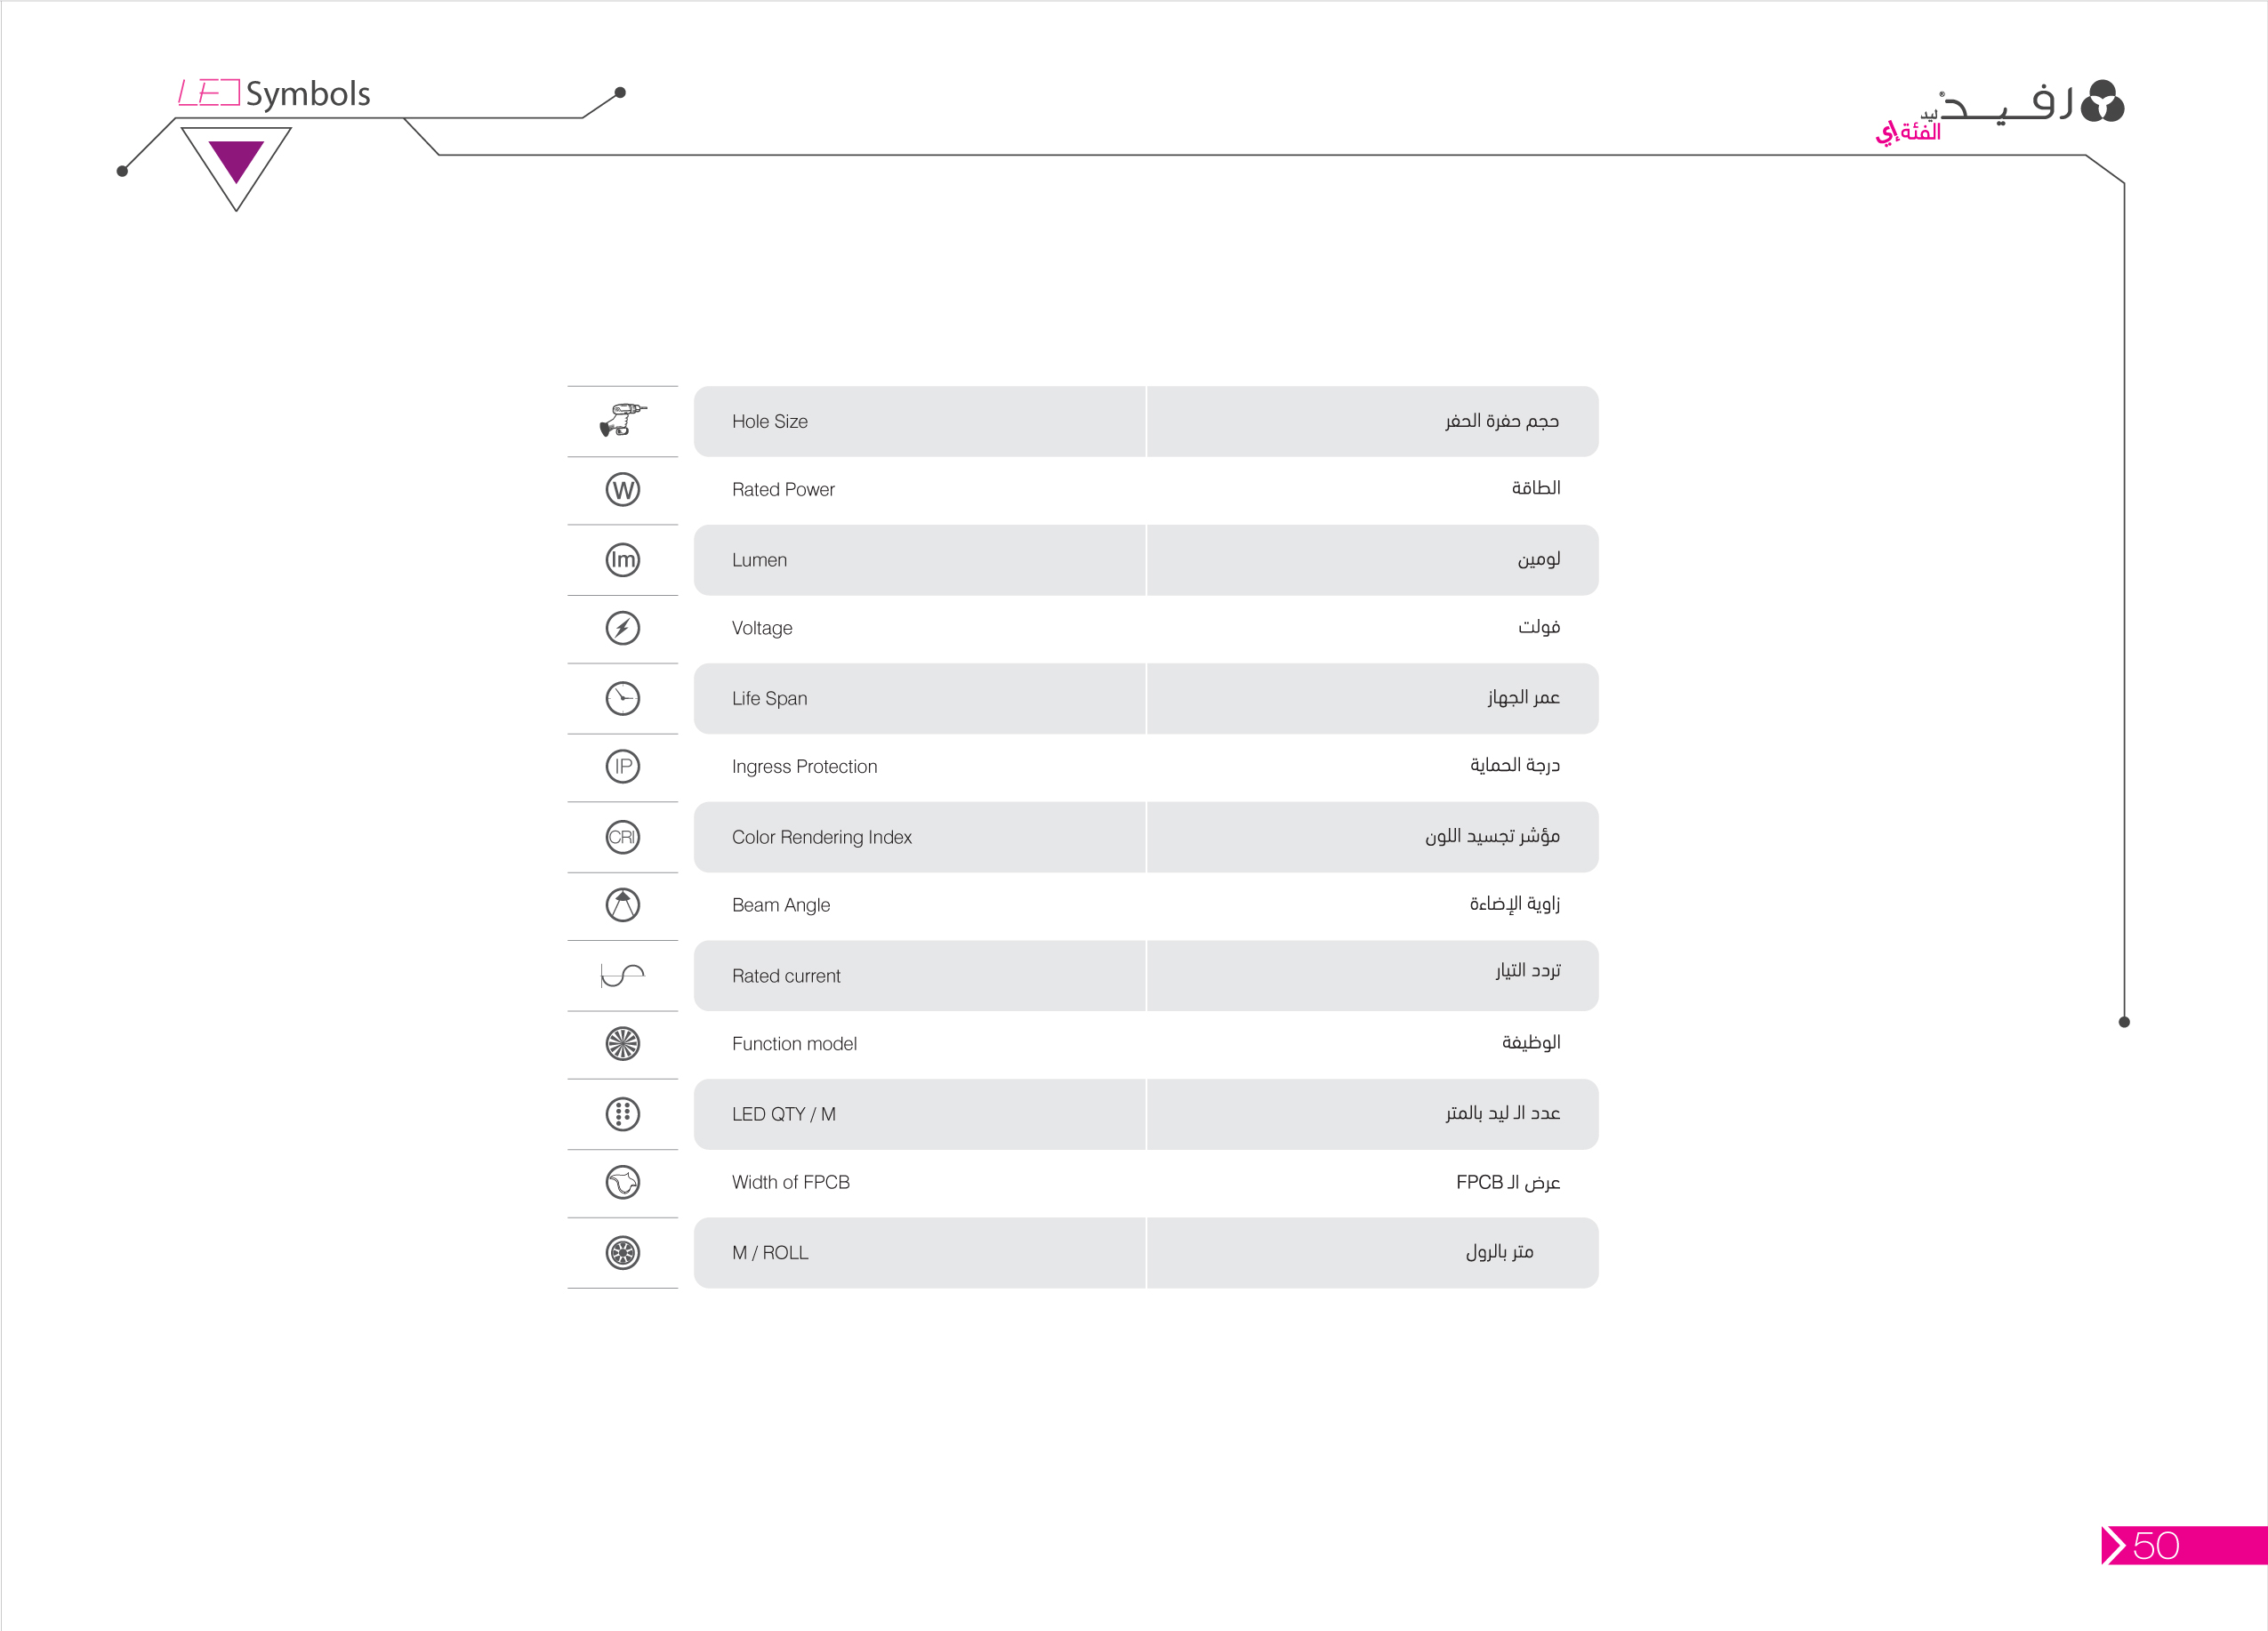 LED Symbols
رفيد®
ليد
الفئة إي
Hole Size حجم حفرة الحفر
W Rated Power الطاقة
lm Lumen لومين
Voltage فولت
Life Span عمر الجهاز
IP Ingress Protection درجة الحماية
CRI Color Rendering Index مؤشر تجسيد اللون
Beam Angle زاوية الإضاءة
Rated current تردد التيار
Function model الوظيفة
LED QTY / M عدد الـ ليد بالمتر
Width of FPCB عرض الـ FPCB
M / ROLL متر بالرول
50